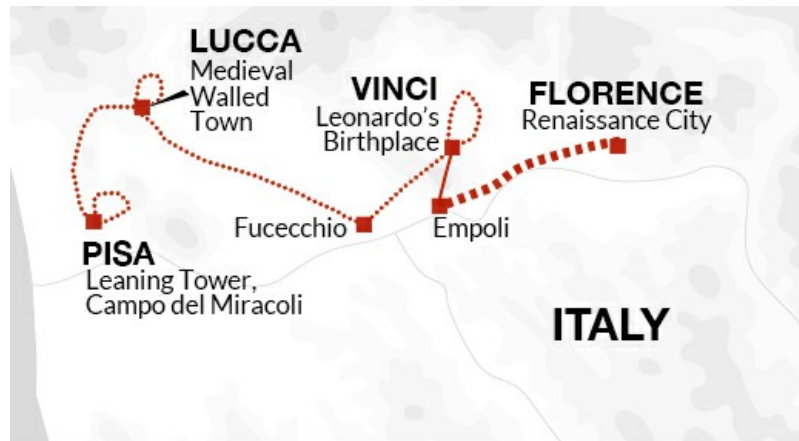 LUCCA
Medieval
Walled
Town
VINCI
Leonardo's
Birthplace
FLORENCE
Renaissance City
Fucecchio
Empoli
PISA
Leaning Tower,
Campo del Miracoli
ITALY